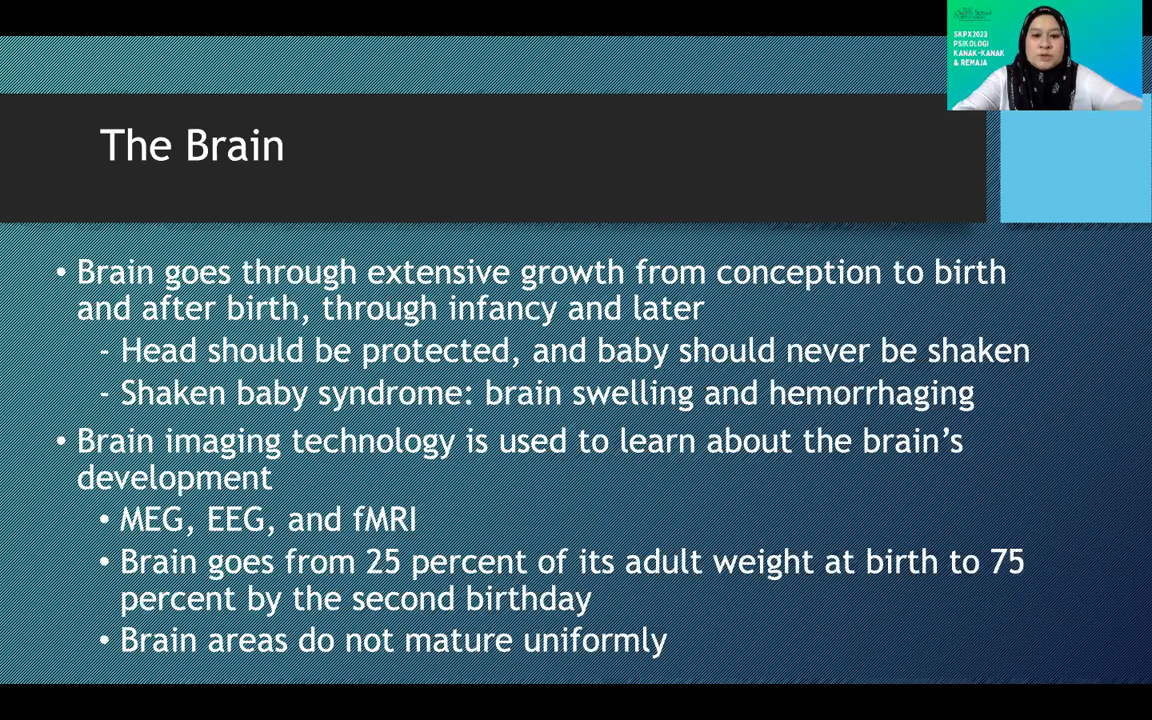 SKPX2023
PSIKOLOGI
KANAK-KANAK
& REMAJA
The Brain
• Brain goes through extensive growth from conception to birth
and after birth, through infancy and later
- Head should be protected, and baby should never be shaken
- Shaken baby syndrome: brain swelling and hemorrhaging
• Brain imaging technology is used to learn about the brain’s
development
• MEG, EEG, and fMRI
• Brain goes from 25 percent of its adult weight at birth to 75
percent by the second birthday
• Brain areas do not mature uniformly